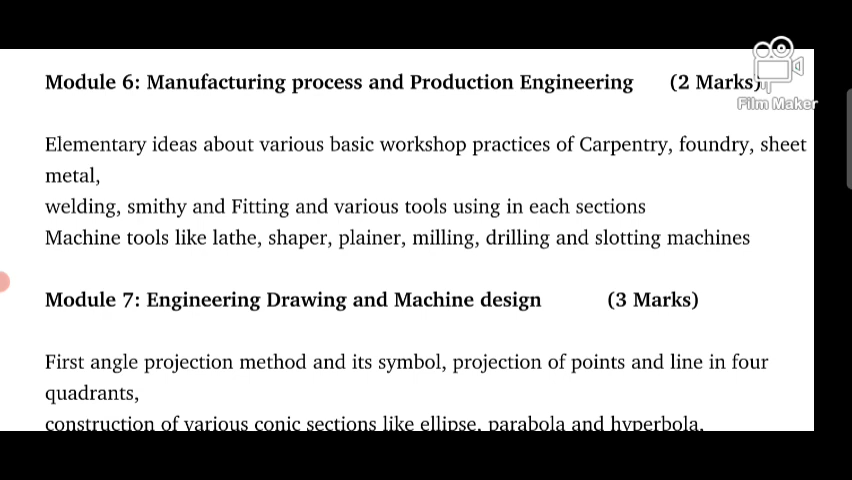 Module 6: Manufacturing process and Production Engineering (2 Marks)
Film Maker
Elementary ideas about various basic workshop practices of Carpentry, foundry, sheet
metal,
welding, smithy and Fitting and various tools using in each sections
Machine tools like lathe, shaper, plainer, milling, drilling and slotting machines
Module 7: Engineering Drawing and Machine design (3 Marks)
First angle projection method and its symbol, projection of points and line in four
quadrants,
construction of various conic sections like ellipse, parabola and hyperbola,